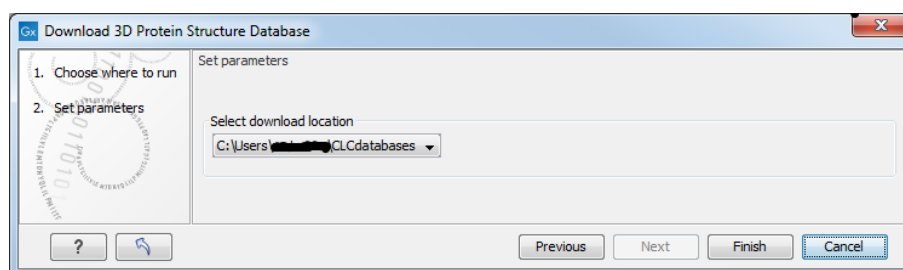 Gx Download 3D Protein Structure Database
1. Choose where to run
2. Set parameters
Set parameters
Select download location
C:\Users\ \CLCdatabases
? Previous Next Finish Cancel